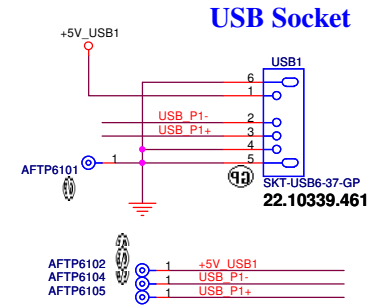 USB Socket
+5V_USB1
USB1
6
1
USB_P1-
2
USB_P1+
3
4
AFTP6101
1
5
SKT-USB6-37-GP
22.10339.461
AFTP6102
1
+5V_USB1
AFTP6104
1
USB_P1-
AFTP6105
1
USB_P1+